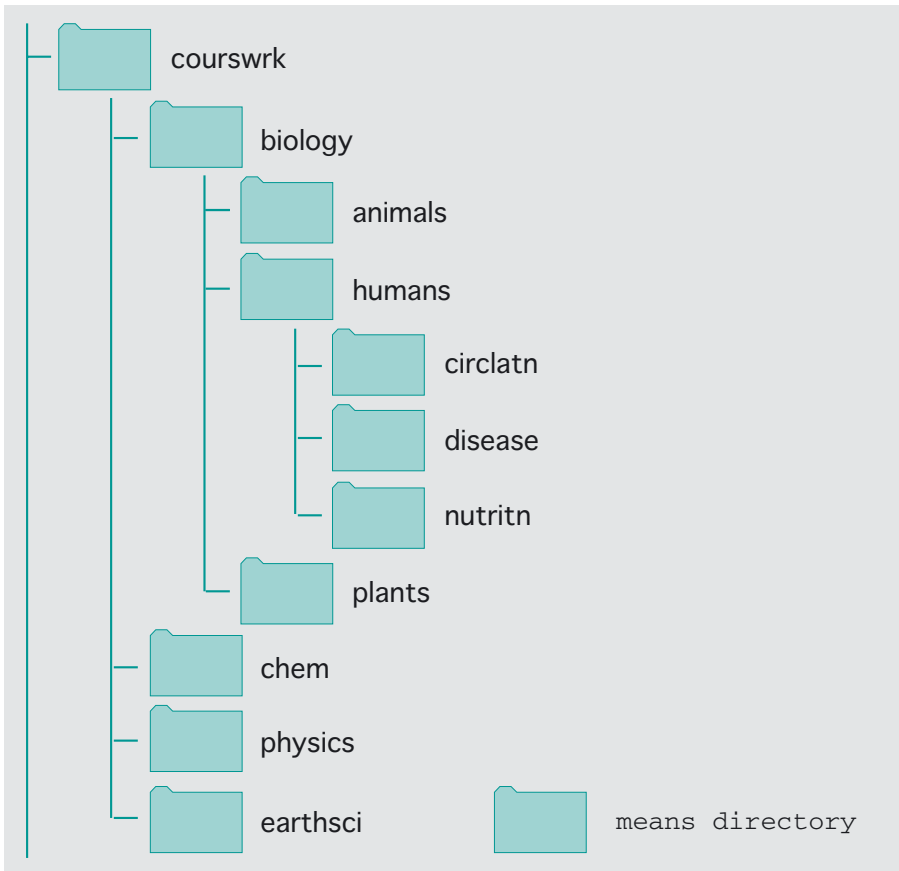 courswrk
biology
animals
humans
circlatn
disease
nutritn
plants
chem
physics
earthsci
means directory